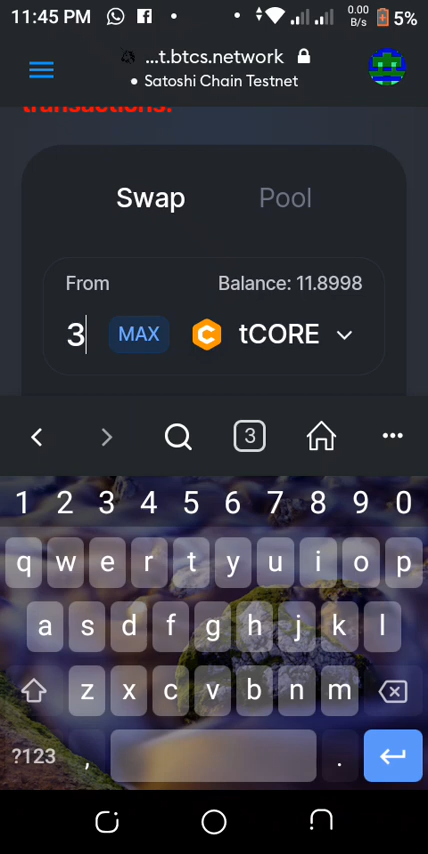 11:45 PM 0.00 B/s 5%
...t.btcs.network
• Satoshi Chain Testnet
transactions.
Swap Pool
From Balance: 11.8998
3 MAX tCORE
3
1 2 3 4 5 6 7 8 9 0
q w e r t y u i o p
a s d f g h j k l
z x c v b n m
?123 , .